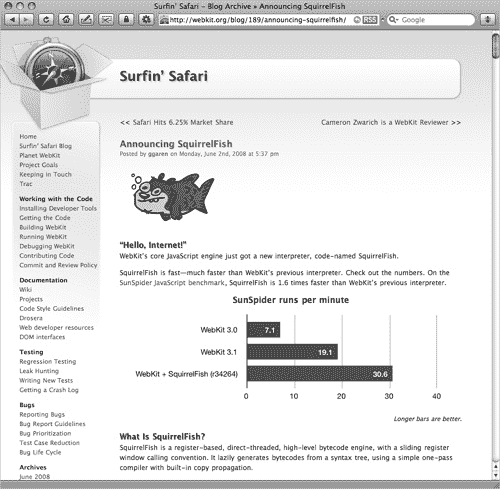 Surfin' Safari - Blog Archive » Announcing SquirrelFish
http://webkit.org/blog/189/announcing-squirrelfish/
RSS
Google
Surfin' Safari
<< Safari Hits 6.25% Market Share
Cameron Zwarich is a WebKit Reviewer >>
Home
Surfin' Safari Blog
Planet WebKit
Project Goals
Keeping in Touch
Trac
Working with the Code
Installing Developer Tools
Getting the Code
Building WebKit
Running WebKit
Debugging WebKit
Contributing Code
Commit and Review Policy
Documentation
Wiki
Projects
Code Style Guidelines
Drosera
Web developer resources
DOM interfaces
Testing
Regression Testing
Leak Hunting
Writing New Tests
Getting a Crash Log
Bugs
Reporting Bugs
Bug Report Guidelines
Bug Prioritization
Test Case Reduction
Bug Life Cycle
Archives
June 2008
Announcing SquirrelFish
Posted by ggaren on Monday, June 2nd, 2008 at 5:37 pm
“Hello, Internet!”
WebKit's core JavaScript engine just got a new interpreter, code-named SquirrelFish.
SquirrelFish is fast—much faster than WebKit's previous interpreter. Check out the numbers. On the
SunSpider JavaScript benchmark, SquirrelFish is 1.6 times faster than WebKit's previous interpreter.
SunSpider runs per minute
WebKit 3.0
7.1
WebKit 3.1
19.1
WebKit + SquirrelFish (r34264)
30.6
0 10 20 30 40
Longer bars are better.
What Is SquirrelFish?
SquirrelFish is a register-based, direct-threaded, high-level bytecode engine, with a sliding register
window calling convention. It lazily generates bytecodes from a syntax tree, using a simple one-pass
compiler with built-in copy propagation.